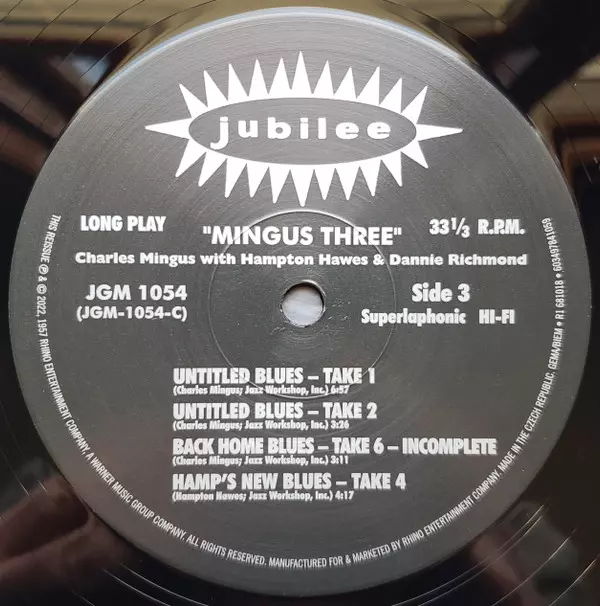 jubilee
LONG PLAY
"MINGUS THREE"
33⅓ R.P.M.
Charles Mingus with Hampton Hawes & Dannie Richmond
JGM 1054
(JGM-1054-C)
Side 3
Superlaphonic HI-FI
UNTITLED BLUES – TAKE 1
(Charles Mingus; Jazz Workshop, Inc.) 6:57
UNTITLED BLUES – TAKE 2
(Charles Mingus; Jazz Workshop, Inc.) 3:26
BACK HOME BLUES – TAKE 6 – INCOMPLETE
(Charles Mingus; Jazz Workshop, Inc.) 3:11
HAMP'S NEW BLUES – TAKE 4
(Hampton Hawes; Jazz Workshop, Inc.) 4:17
THIS REISSUE ℗ & © 2022, 1957 RHINO ENTERTAINMENT COMPANY, A WARNER MUSIC GROUP COMPANY. ALL RIGHTS RESERVED. MANUFACTURED FOR & MARKETED BY RHINO ENTERTAINMENT COMPANY. MADE IN THE CZECH REPUBLIC. GEMA/BIEM • R1 681018 • 603497841059